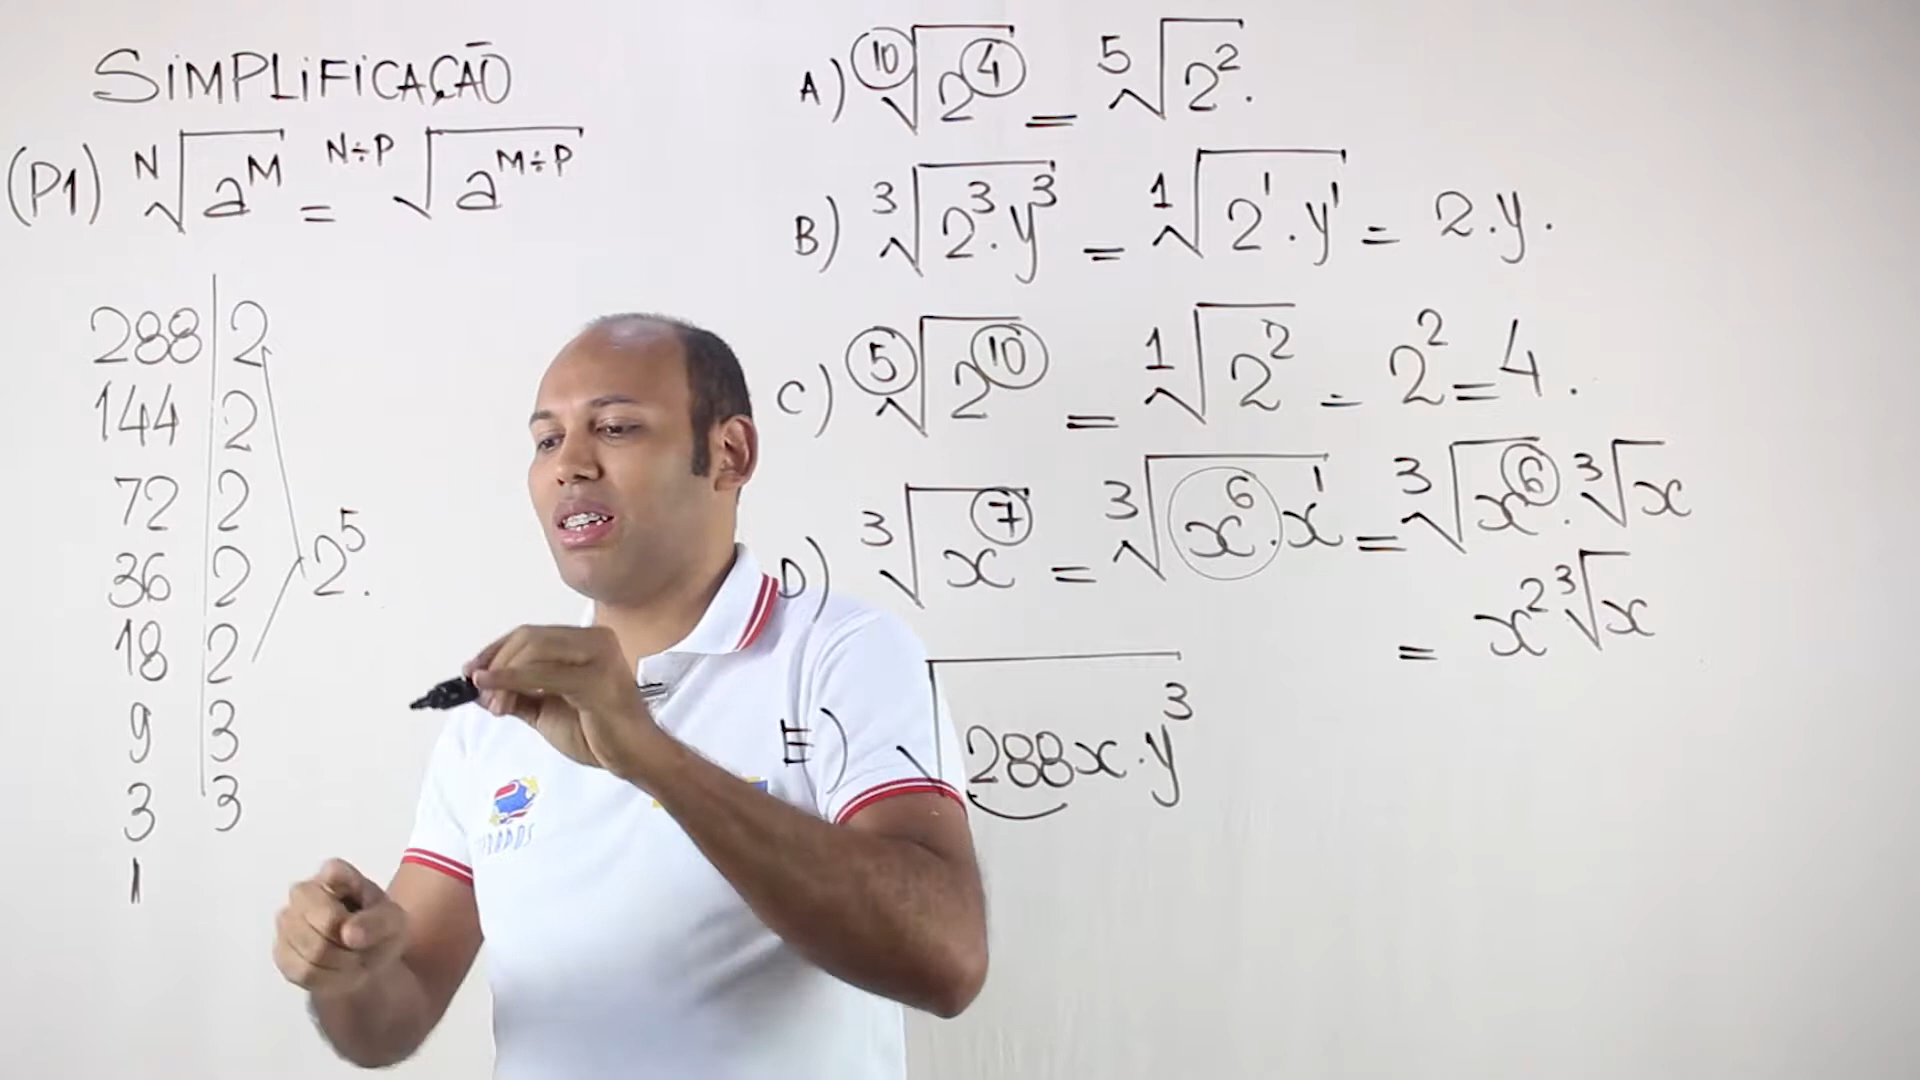 SIMPLIFICAÇÃO
(P1) ᴺ√(aᴹ) = ᴺ÷ᴾ√(aᴹ÷ᴾ)
288 | 2
144 | 2
72 | 2
36 | 2
18 | 2
9 | 3
3 | 3
1
2⁵.
A) ¹⁰√(2⁴) = ⁵√(2²).
B) ³√(2³.y³) = ¹√(2¹.y¹) = 2.y.
C) ⁵√(2¹⁰) = ¹√(2²) = 2² = 4.
D) ³√(x⁷) = ³√(x⁶.x¹) = ³√(x⁶).³√x
= x² ³√x
E) √(288x.y³)